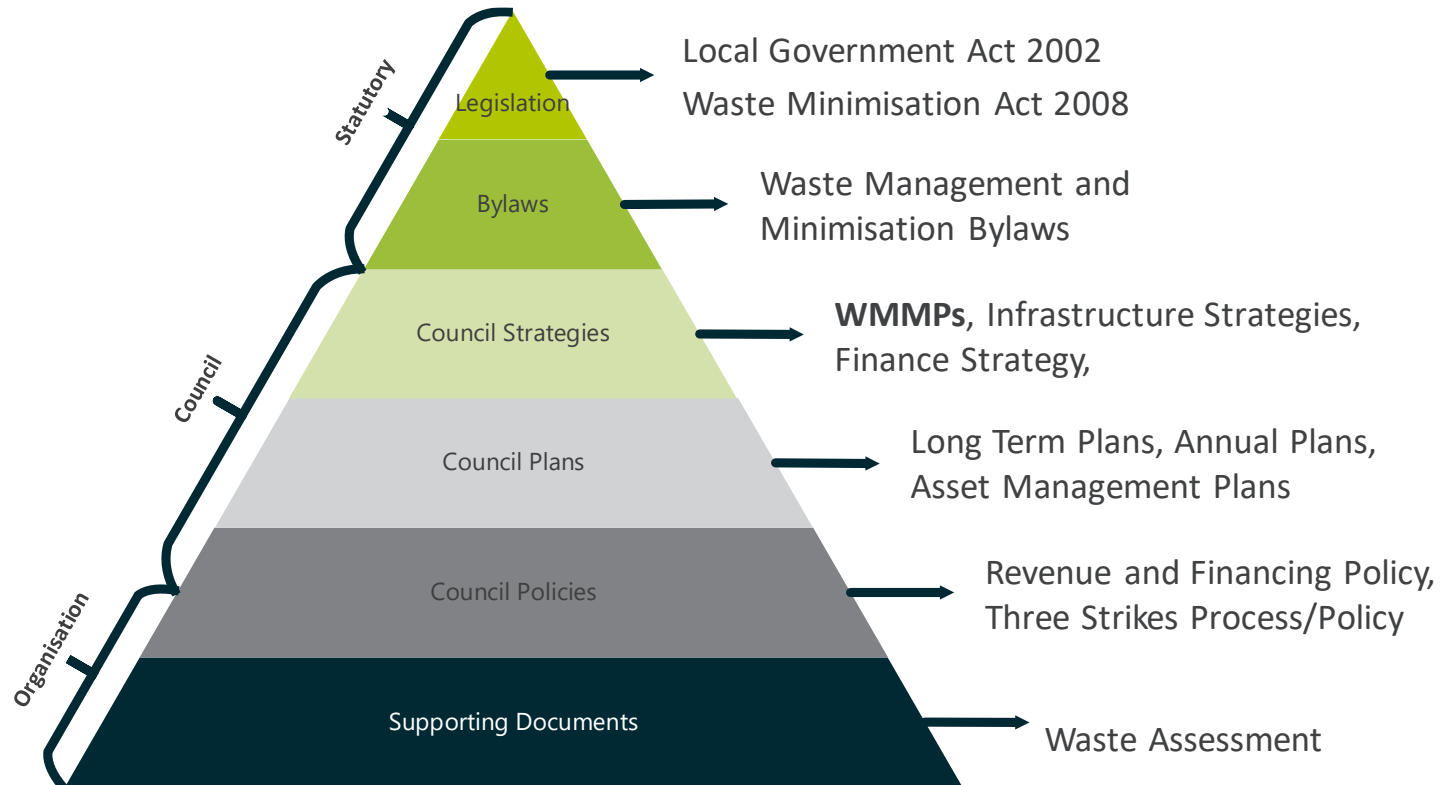 Local Government Act 2002
Statutory
Legislation
Waste Minimisation Act 2008
Bylaws
Waste Management and
Minimisation Bylaws
Council Strategies
WMMPs, Infrastructure Strategies,
Finance Strategy,
Council
Council Plans
Long Term Plans, Annual Plans,
Asset Management Plans
Council Policies
Revenue and Financing Policy,
Three Strikes Process/Policy
Organisation
Supporting Documents
Waste Assessment